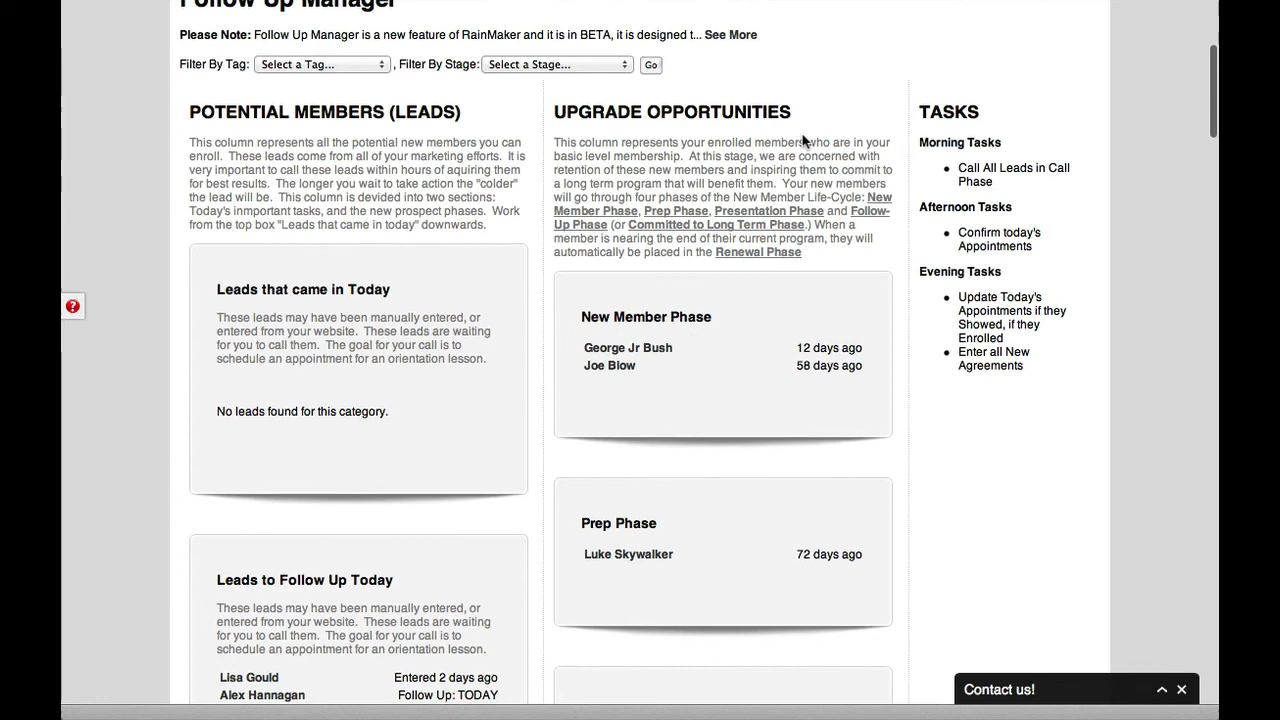 Follow Up Manager
Please Note: Follow Up Manager is a new feature of RainMaker and it is in BETA, it is designed t... See More
Filter By Tag: Select a Tag... , Filter By Stage: Select a Stage... Go
POTENTIAL MEMBERS (LEADS)
This column represents all the potential new members you can
enroll. These leads come from all of your marketing efforts. It is
very important to call these leads within hours of aquiring them
for best results. The longer you wait to take action the "colder"
the lead will be. This column is devided into two sections:
Today's inmportant tasks, and the new prospect phases. Work
from the top box "Leads that came in today" downwards.
Leads that came in Today
These leads may have been manually entered, or
entered from your website. These leads are waiting
for you to call them. The goal for your call is to
schedule an appointment for an orientation lesson.
No leads found for this category.
Leads to Follow Up Today
These leads may have been manually entered, or
entered from your website. These leads are waiting
for you to call them. The goal for your call is to
schedule an appointment for an orientation lesson.
Lisa Gould Entered 2 days ago
Alex Hannagan Follow Up: TODAY
UPGRADE OPPORTUNITIES
This column represents your enrolled members who are in your
basic level membership. At this stage, we are concerned with
retention of these new members and inspiring them to commit to
a long term program that will benefit them. Your new members
will go through four phases of the New Member Life-Cycle: New
Member Phase, Prep Phase, Presentation Phase and Follow-
Up Phase (or Committed to Long Term Phase.) When a
member is nearing the end of their current program, they will
automatically be placed in the Renewal Phase
New Member Phase
George Jr Bush 12 days ago
Joe Blow 58 days ago
Prep Phase
Luke Skywalker 72 days ago
TASKS
Morning Tasks
Call All Leads in Call
Phase
Afternoon Tasks
Confirm today's
Appointments
Evening Tasks
Update Today's
Appointments if they
Showed, if they
Enrolled
Enter all New
Agreements
?
Contact us!